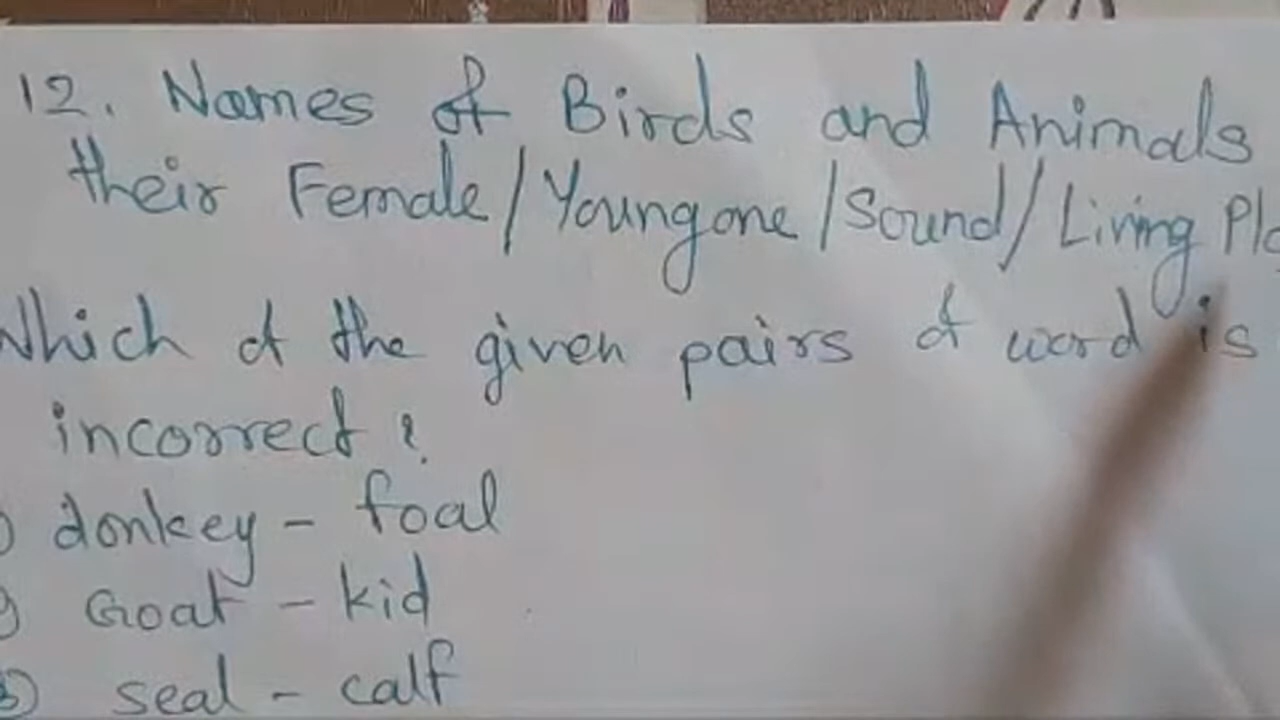 12. Names of Birds and Animals
their Female/Youngone/Sound/Living
Which of the given pairs of word is
incorrect?
donkey - foal
Goat - kid
3) seal - calf